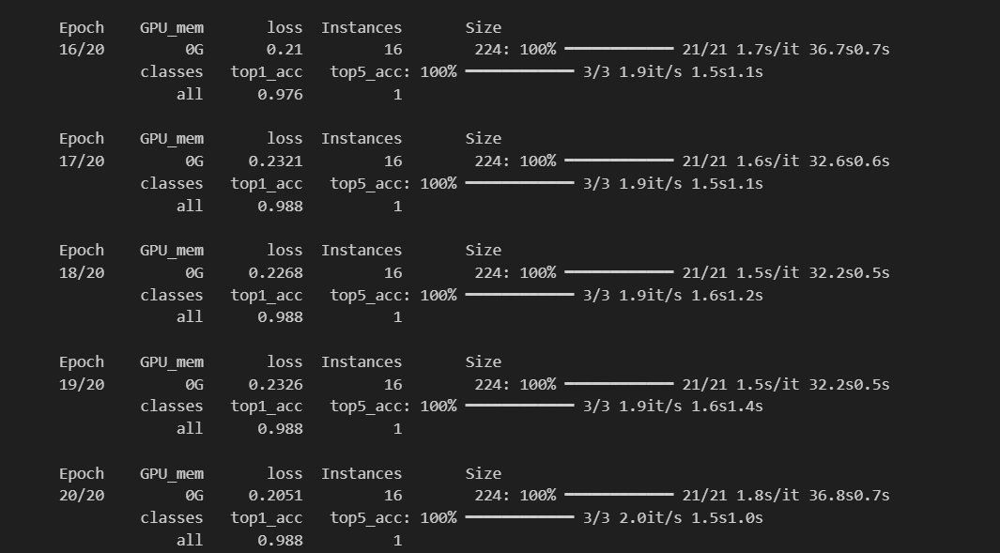 Epoch GPU_mem loss Instances Size
16/20 0G 0.21 16 224: 100% ━━━━━━━━━━━━ 21/21 1.7s/it 36.7s0.7s
classes top1_acc top5_acc: 100% ━━━━━━━━━━━━ 3/3 1.9it/s 1.5s1.1s
all 0.976 1
Epoch GPU_mem loss Instances Size
17/20 0G 0.2321 16 224: 100% ━━━━━━━━━━━━ 21/21 1.6s/it 32.6s0.6s
classes top1_acc top5_acc: 100% ━━━━━━━━━━━━ 3/3 1.9it/s 1.5s1.1s
all 0.988 1
Epoch GPU_mem loss Instances Size
18/20 0G 0.2268 16 224: 100% ━━━━━━━━━━━━ 21/21 1.5s/it 32.2s0.5s
classes top1_acc top5_acc: 100% ━━━━━━━━━━━━ 3/3 1.9it/s 1.6s1.2s
all 0.988 1
Epoch GPU_mem loss Instances Size
19/20 0G 0.2326 16 224: 100% ━━━━━━━━━━━━ 21/21 1.5s/it 32.2s0.5s
classes top1_acc top5_acc: 100% ━━━━━━━━━━━━ 3/3 1.9it/s 1.6s1.4s
all 0.988 1
Epoch GPU_mem loss Instances Size
20/20 0G 0.2051 16 224: 100% ━━━━━━━━━━━━ 21/21 1.8s/it 36.8s0.7s
classes top1_acc top5_acc: 100% ━━━━━━━━━━━━ 3/3 2.0it/s 1.5s1.0s
all 0.988 1